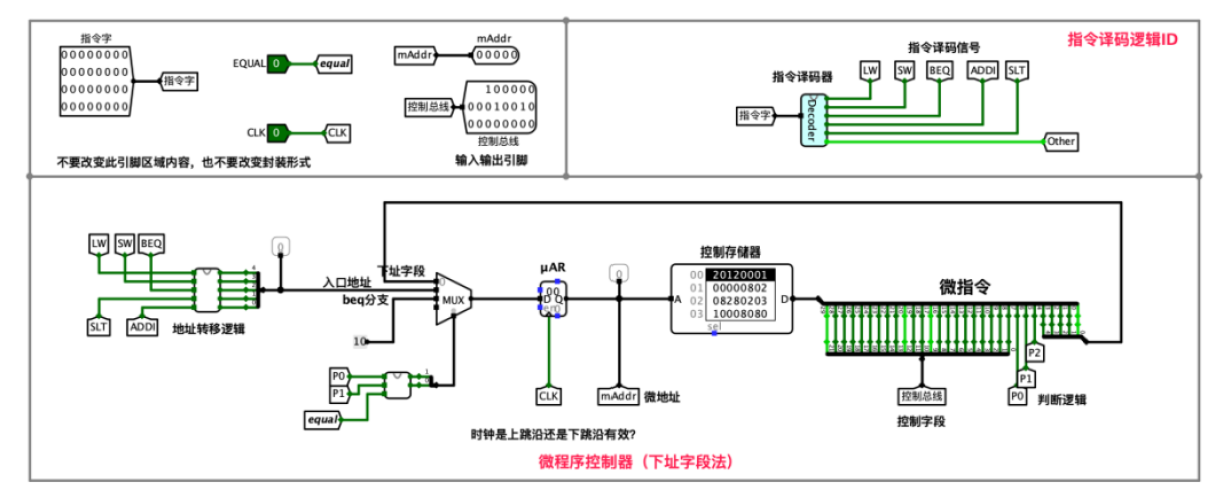 指令字
00000000
00000000
00000000
00000000
指令字
EQUAL 0 equal
CLK 0 CLK
不要改变此引脚区域内容，也不要改变封装形式
mAddr
mAddr 00000
控制总线
100000
00010010
00000000
控制总线
输入输出引脚
指令译码逻辑ID
指令译码信号
指令译码器
LW SW BEQ ADDI SLT
指令字
Decoder
Other
LW SW BEQ
SLT ADDI
地址转移逻辑
0
下址字段
入口地址
beq分支
10
0
MUX
P0
P1
equal
μAR
00
D Q
CLK
时钟是上跳沿还是下跳沿有效?
0
mAddr 微地址
控制存储器
00 20120001
01 00000802
02 08280203
03 10008080
A D
sel
微指令
控制总线
控制字段
P2
P1
P0
判断逻辑
微程序控制器（下址字段法）